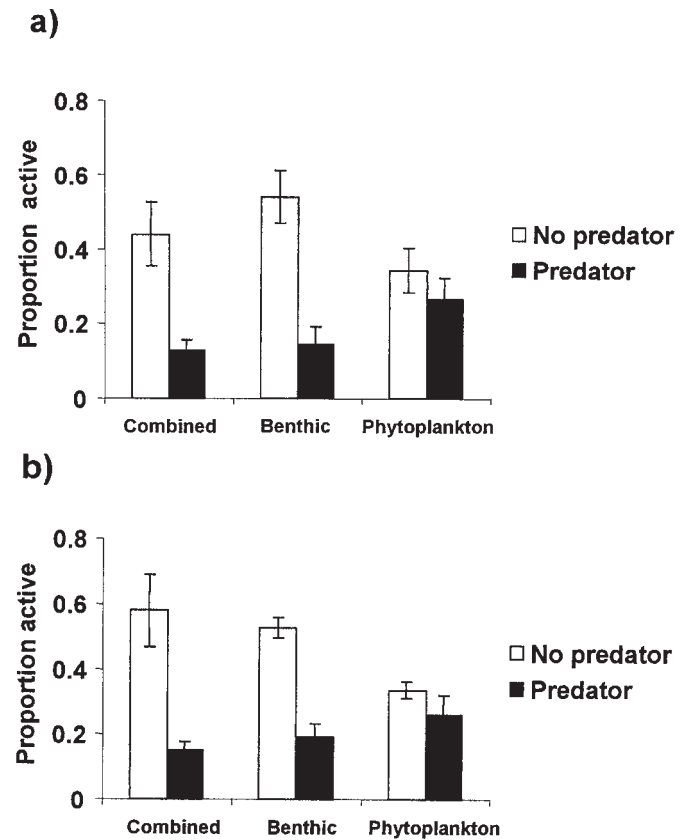 a)
Proportion active
0.8
0.6
0.4
0.2
0
Combined Benthic Phytoplankton
No predator
Predator
b)
Proportion active
0.8
0.6
0.4
0.2
0
Combined Benthic Phytoplankton
No predator
Predator